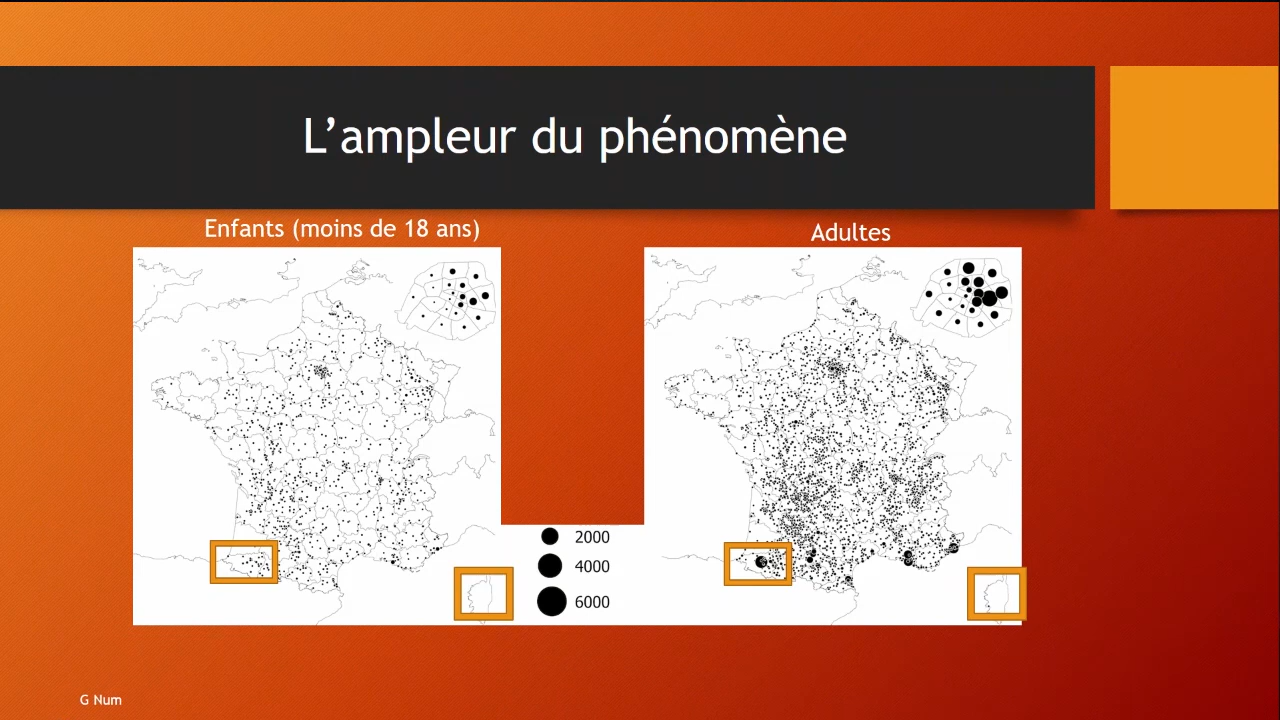 L’ampleur du phénomène
Enfants (moins de 18 ans)
Adultes
2000
4000
6000
G Num